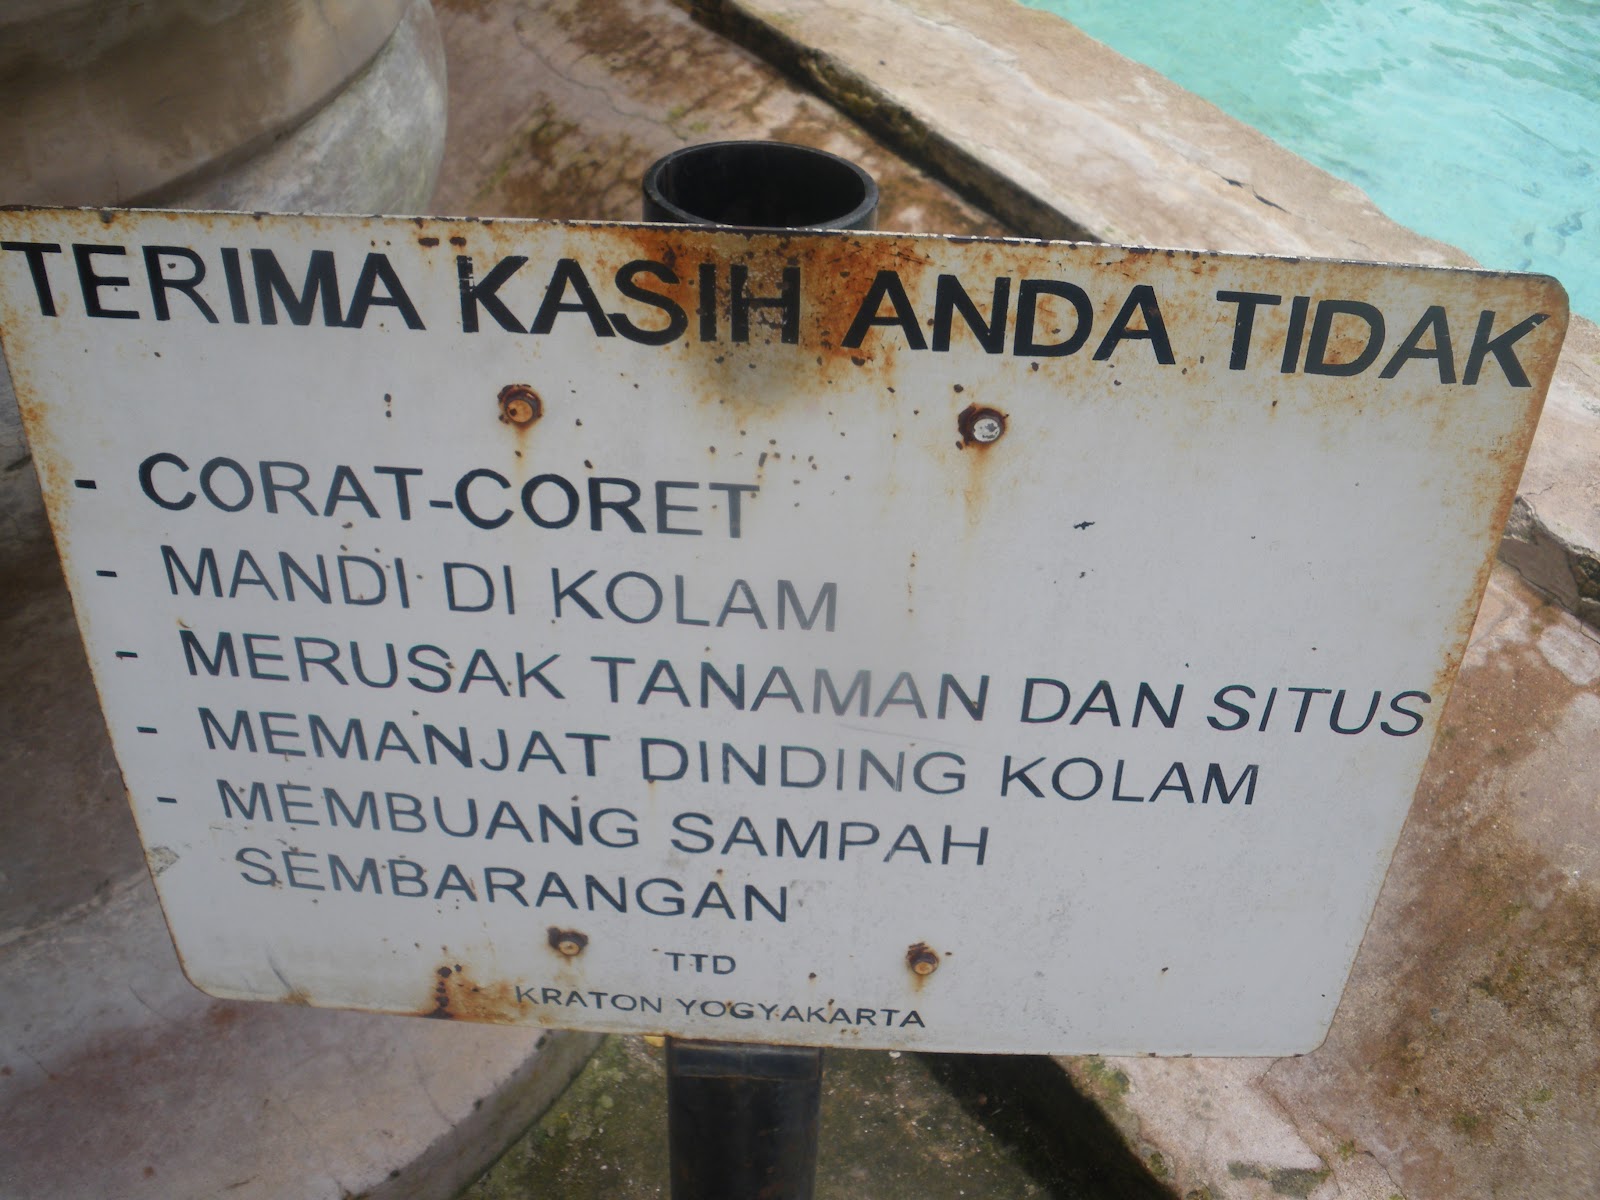 TERIMA KASIH ANDA TIDAK
- CORAT-CORET
- MANDI DI KOLAM
- MERUSAK TANAMAN DAN SITUS
- MEMANJAT DINDING KOLAM
- MEMBUANG SAMPAH
SEMBARANGAN
TTD
KRATON YOGYAKARTA